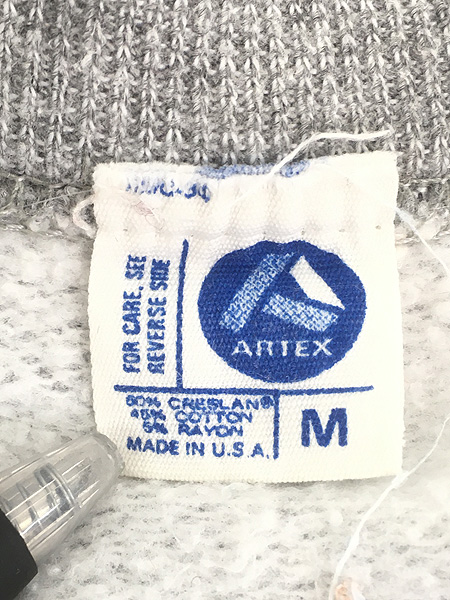 FOR CARE, SEE
REVERSE SIDE
ARTEX
50% CRESLAN®
45% COTTON
5% RAYON
MADE IN U.S.A.
M